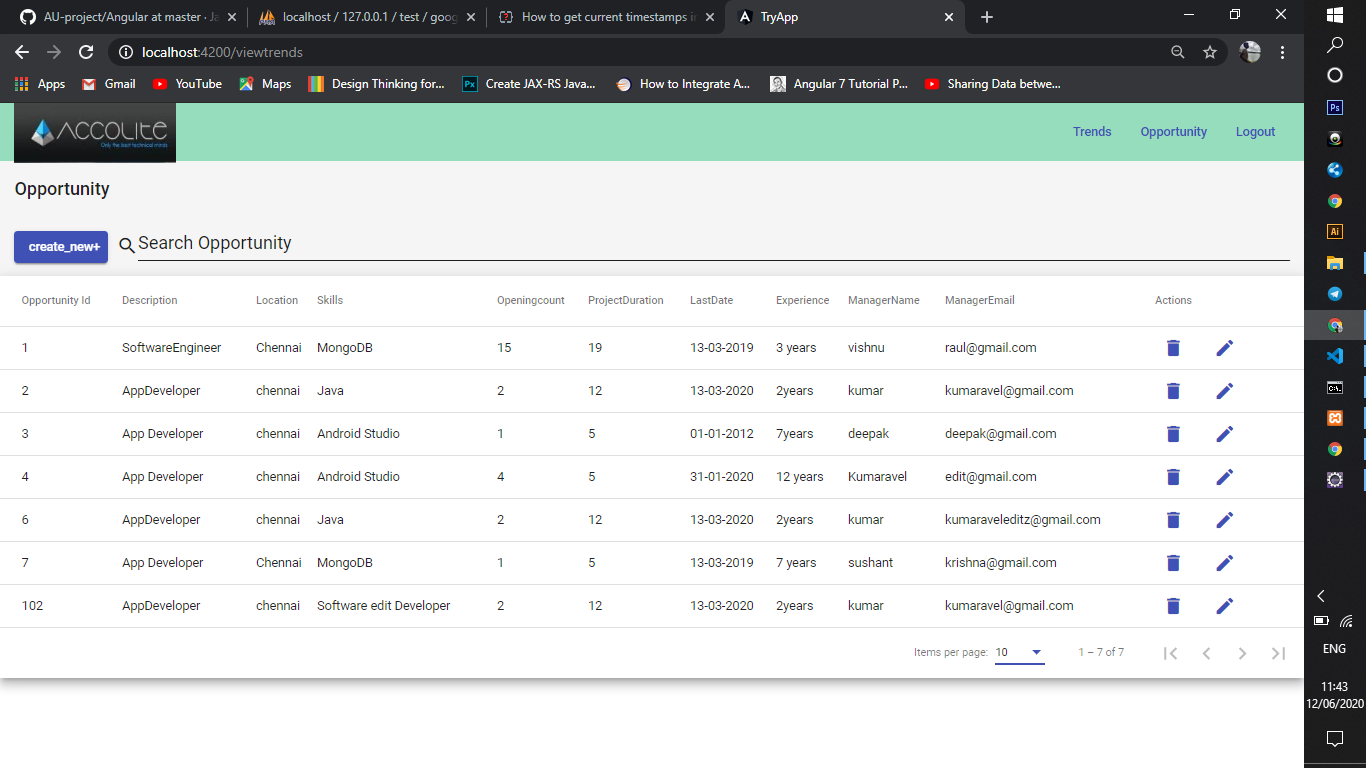 AU-project/Angular at master · Ja
localhost / 127.0.0.1 / test / goog
How to get current timestamps i
TryApp
localhost:4200/viewtrends
Apps
Gmail
YouTube
Maps
Design Thinking for...
Px
Create JAX-RS Java...
How to Integrate A...
Angular 7 Tutorial P...
Sharing Data betwe...
ACCOLITE
Only the best technical minds
Trends
Opportunity
Logout
Opportunity
create_new+
Search Opportunity
Opportunity Id Description Location Skills Openingcount ProjectDuration LastDate Experience ManagerName ManagerEmail Actions
1 SoftwareEngineer Chennai MongoDB 15 19 13-03-2019 3 years vishnu raul@gmail.com
2 AppDeveloper chennai Java 2 12 13-03-2020 2years kumar kumaravel@gmail.com
3 App Developer chennai Android Studio 1 5 01-01-2012 7years deepak deepak@gmail.com
4 App Developer chennai Android Studio 4 5 31-01-2020 12 years Kumaravel edit@gmail.com
6 AppDeveloper chennai Java 2 12 13-03-2020 2years kumar kumaraveleditz@gmail.com
7 App Developer Chennai MongoDB 1 5 13-03-2019 7 years sushant krishna@gmail.com
102 AppDeveloper chennai Software edit Developer 2 12 13-03-2020 2years kumar kumaravel@gmail.com
Items per page: 10 1 – 7 of 7
Ps
Ai
C:\.
ENG
11:43
12/06/2020